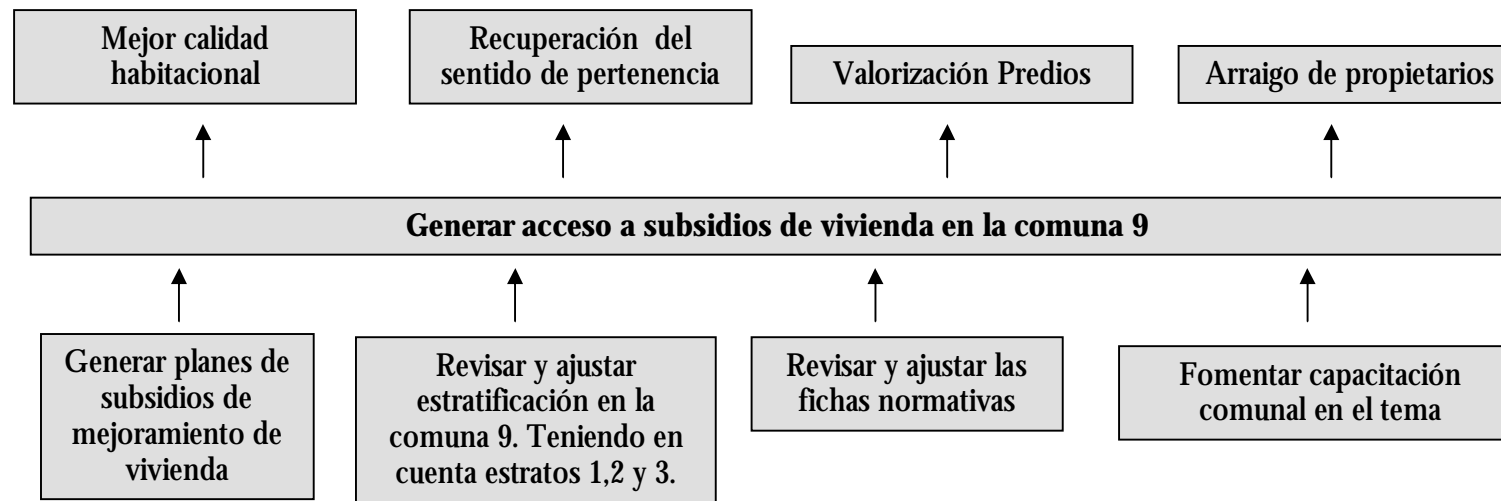 Mejor calidad
habitacional
Recuperación del
sentido de pertenencia
Valorización Predios
Arraigo de propietarios
Generar acceso a subsidios de vivienda en la comuna 9
Generar planes de
subsidios de
mejoramiento de
vivienda
Revisar y ajustar
estratificación en la
comuna 9. Teniendo en
cuenta estratos 1,2 y 3.
Revisar y ajustar las
fichas normativas
Fomentar capacitación
comunal en el tema